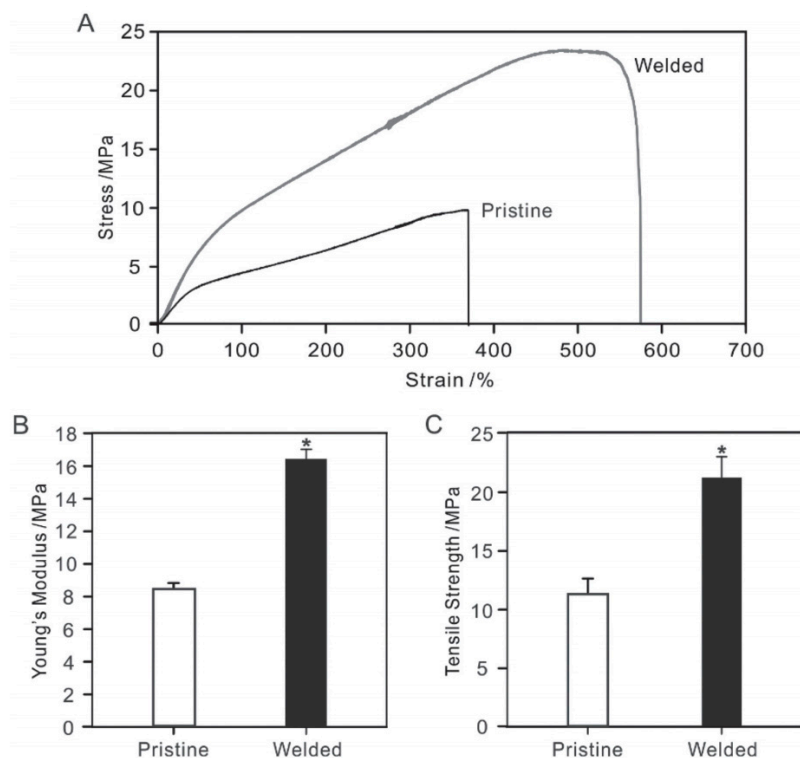 A
25
20
15
10
5
0
Stress /MPa
Welded
Pristine
0 100 200 300 400 500 600 700
Strain /%
B
18
16
14
12
10
8
6
4
2
0
Young's Modulus /MPa
*
Pristine Welded
C
25
20
15
10
5
0
Tensile Strength /MPa
*
Pristine Welded